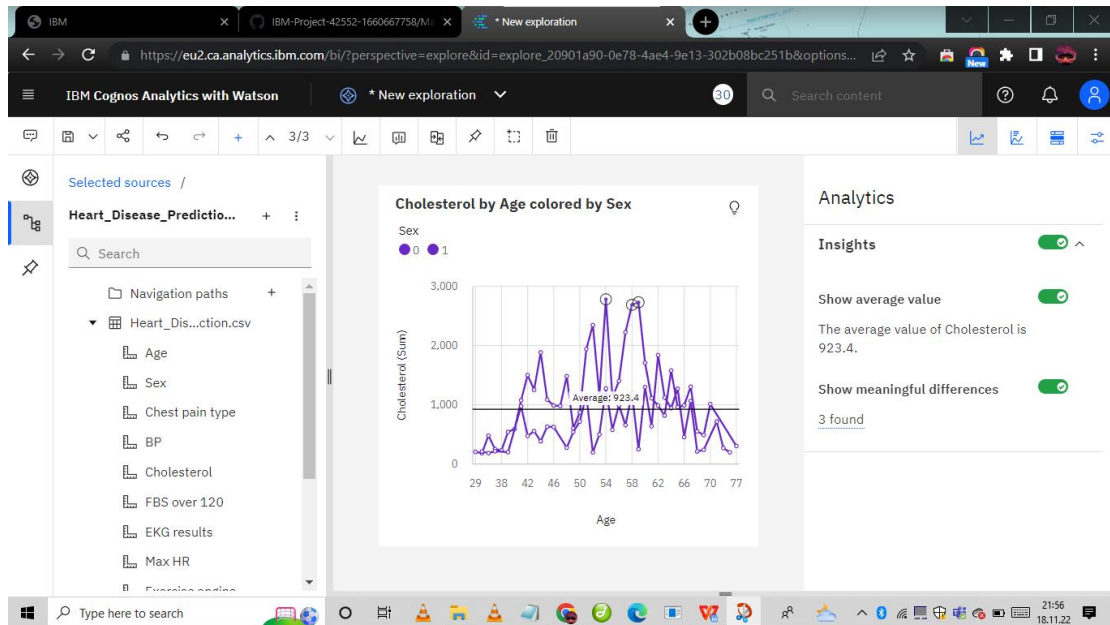 IBM
IBM-Project-42552-1660667758/Ma
* New exploration
https://eu2.ca.analytics.ibm.com/bi/?perspective=explore&id=explore_20901a90-0e78-4ae4-9e13-302b08bc251b&options...
New
IBM Cognos Analytics with Watson
* New exploration
30
Search content
3/3
Selected sources /
Heart_Disease_Predictio...
Search
Navigation paths
Heart_Dis...ction.csv
Age
Sex
Chest pain type
BP
Cholesterol
FBS over 120
EKG results
Max HR
Exercise angina
Cholesterol by Age colored by Sex
Sex
0 1
3,000
2,000
1,000
0
Cholesterol (Sum)
Average: 923.4
29 38 42 46 50 54 58 62 66 70 77
Age
Analytics
Insights
Show average value
The average value of Cholesterol is
923.4.
Show meaningful differences
3 found
Type here to search
21:56
18.11.22